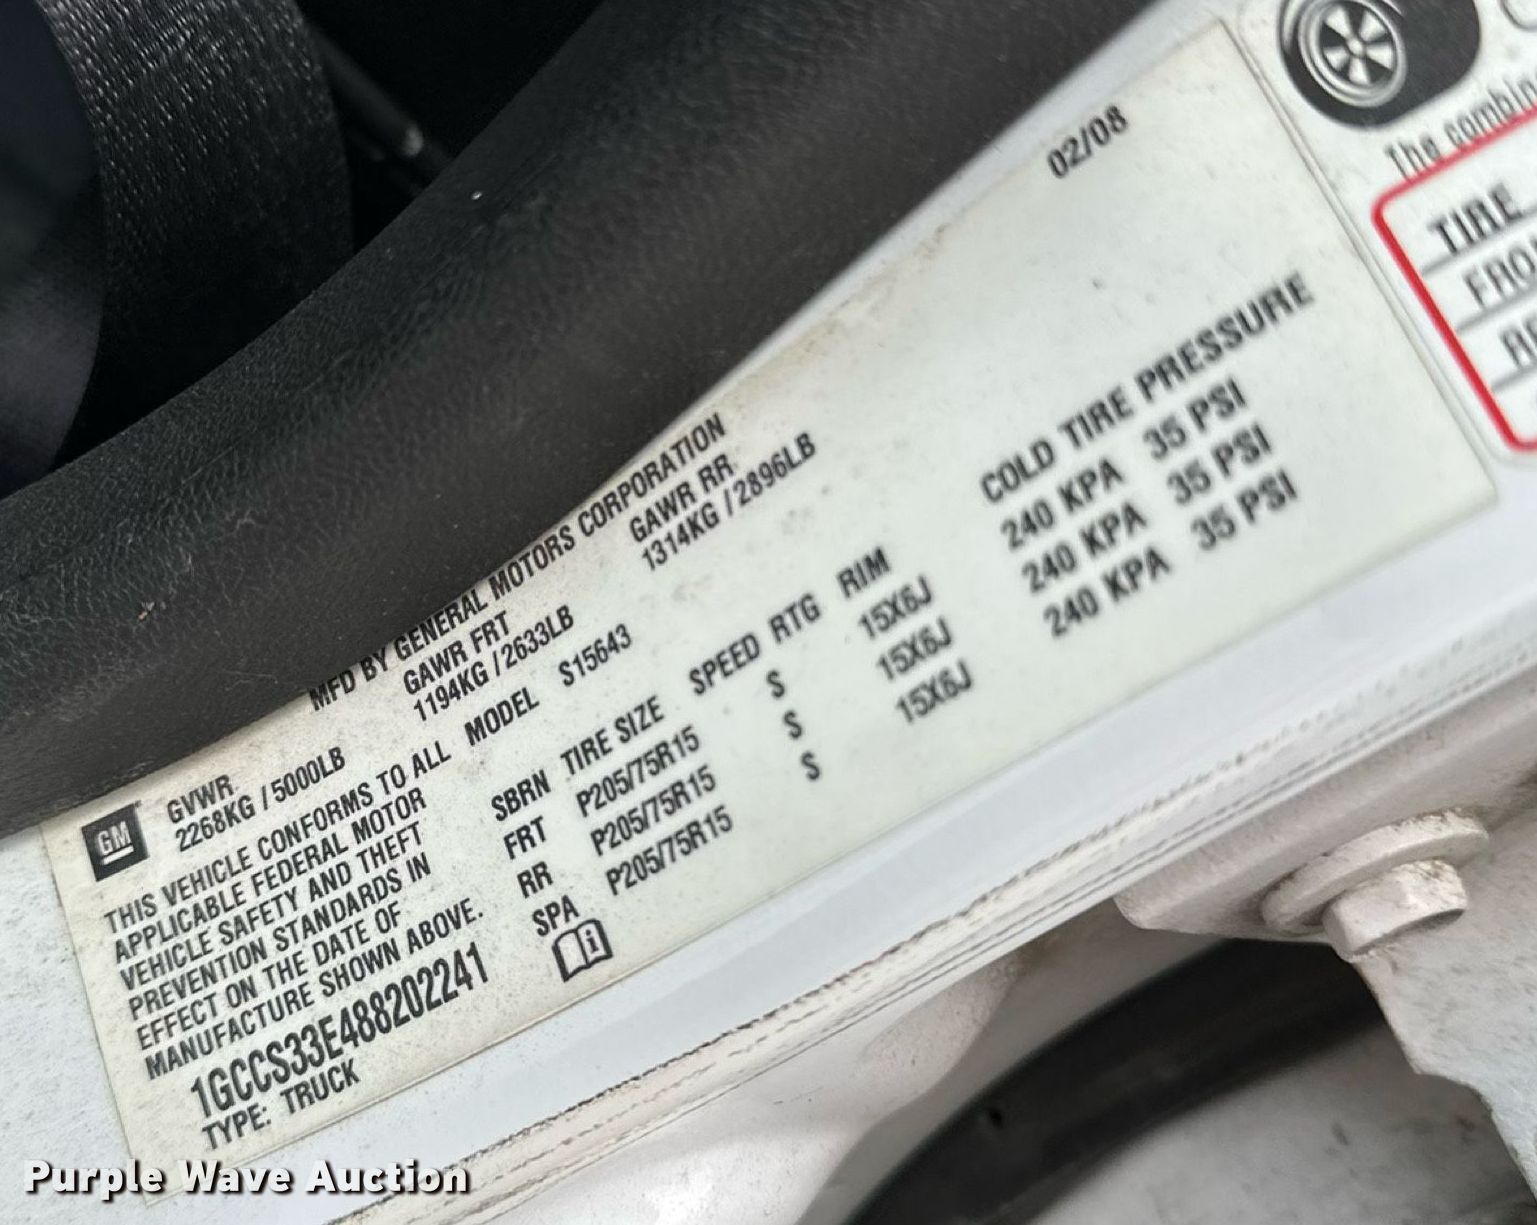 02/08
MFD BY GENERAL MOTORS CORPORATION
GM
GVWR GAWR FRT GAWR RR
2268KG / 5000LB 1194KG / 2633LB 1314KG / 2896LB
THIS VEHICLE CONFORMS TO ALL MODEL S15643
APPLICABLE FEDERAL MOTOR
VEHICLE SAFETY AND THEFT
PREVENTION STANDARDS IN
EFFECT ON THE DATE OF
MANUFACTURE SHOWN ABOVE.
1GCCS33E488202241
TYPE: TRUCK
SBRN TIRE SIZE SPEED RTG RIM COLD TIRE PRESSURE
FRT P205/75R15 S 15X6J 240 KPA 35 PSI
RR P205/75R15 S 15X6J 240 KPA 35 PSI
SPA P205/75R15 S 15X6J 240 KPA 35 PSI
i
The
TIRE
Purple Wave Auction